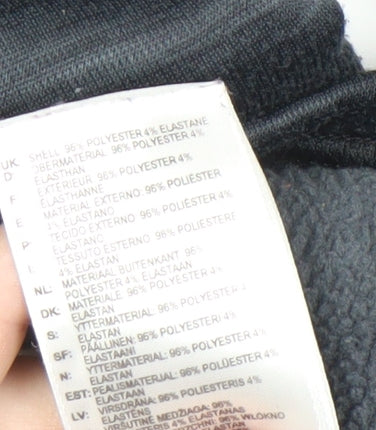 UK SHELL 96% POLYESTER 4% ELASTANE
D OBERMATERIAL 96% POLYESTER 4%
ELASTHAN
F EXTERIEUR 96% POLYESTER 4%
ELASTHANNE
E MATERIAL EXTERNO 96% POLIÉSTER
4% ELASTANO
P TECIDO EXTERNO 96% POLIÉSTER 4%
ELASTANO
I. TESSUTO ESTERNO 96% POLIESTERE
4% ELASTAN
NL: MATERIAAL BUITENKANT 96%
POLYESTER 4% ELASTAAN
DK: MATERIALE. 96% POLYESTER 4%
ELASTAN
S: YTTERMATERIAL 96% POLYESTER 4%
ELASTAN
SF: PÄÄLLINEN: 96% POLYESTERI 4%
ELASTAANI
N: YTTERMATERIAL: 96% POLYESTER 4%
ELASTAN
EST: PEALISMATERJAL: 96% POLÜESTER 4%
ELASTAAN
LV: VIRSDRĀNA: 96% POLIESTERIS 4%
ELASTĒNS
VIRŠUTINĖ MEDŽIAGA: 96%
POLIESTERIS 4% ELASTANAS
WŁÓKNO